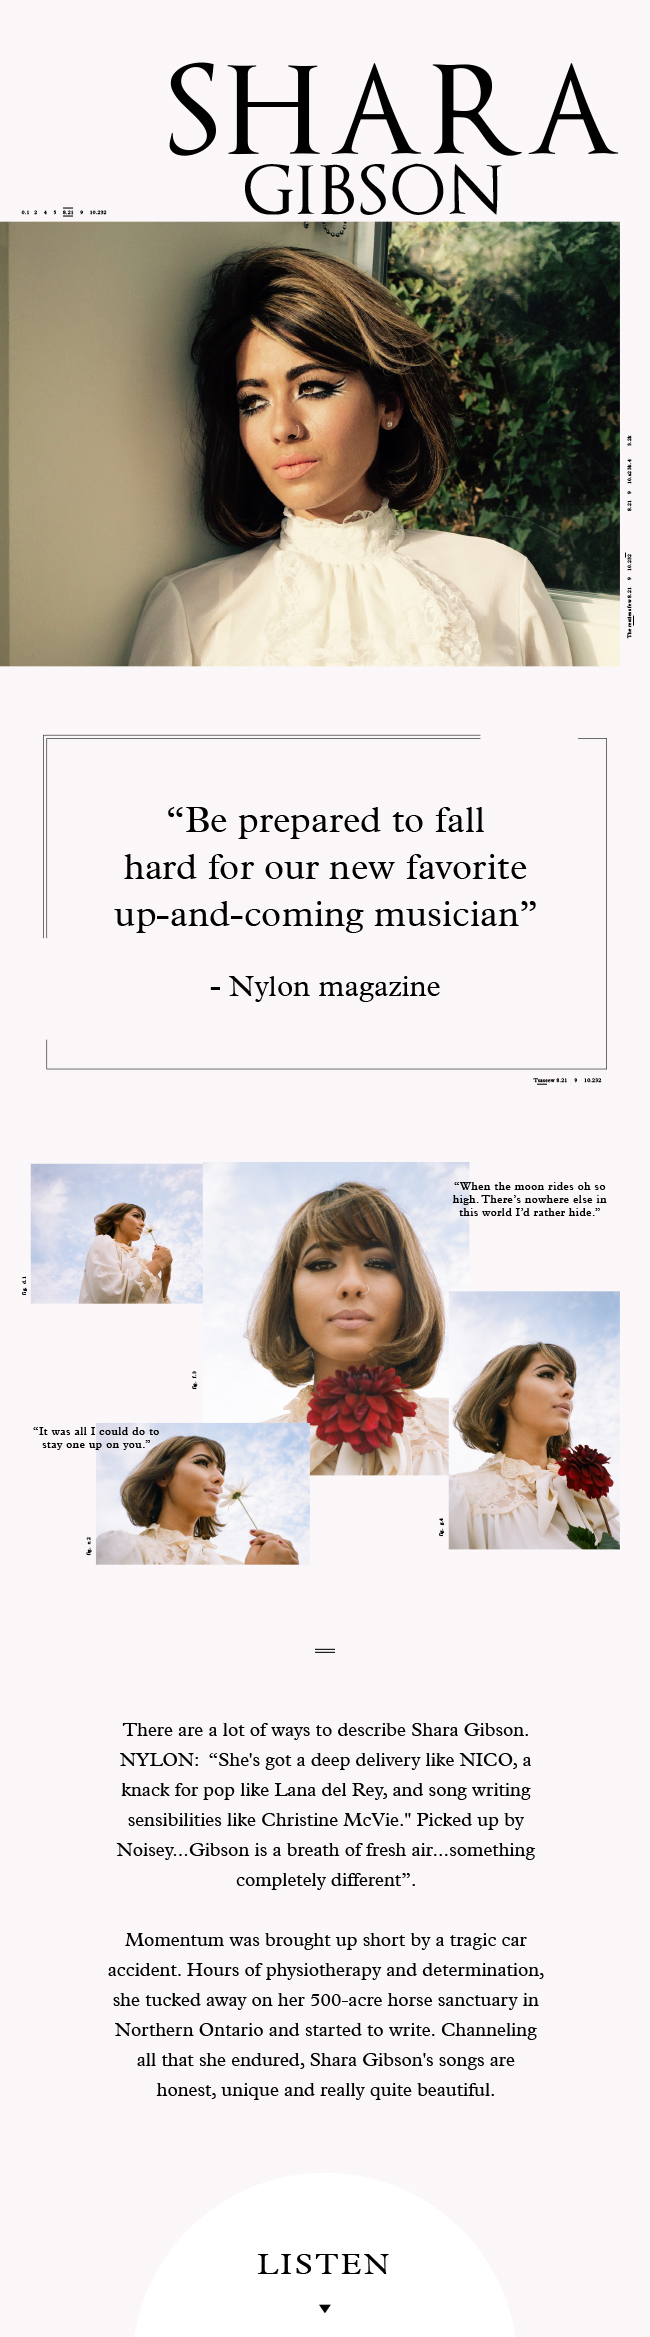 SHARA
GIBSON
0.1 2 4 5 8.21 9 10.232
“Be prepared to fall
hard for our new favorite
up-and-coming musician”
- Nylon magazine
8.21 9 10.232
“When the moon rides oh so
high. There’s nowhere else in
this world I’d rather hide.”
fig. d.1
fig. f.3
“It was all I could do to
stay one up on you.”
fig. e.2
fig. g.4
There are a lot of ways to describe Shara Gibson.
NYLON: “She's got a deep delivery like NICO, a
knack for pop like Lana del Rey, and song writing
sensibilities like Christine McVie." Picked up by
Noisey...Gibson is a breath of fresh air...something
completely different”.
Momentum was brought up short by a tragic car
accident. Hours of physiotherapy and determination,
she tucked away on her 500-acre horse sanctuary in
Northern Ontario and started to write. Channeling
all that she endured, Shara Gibson's songs are
honest, unique and really quite beautiful.
LISTEN